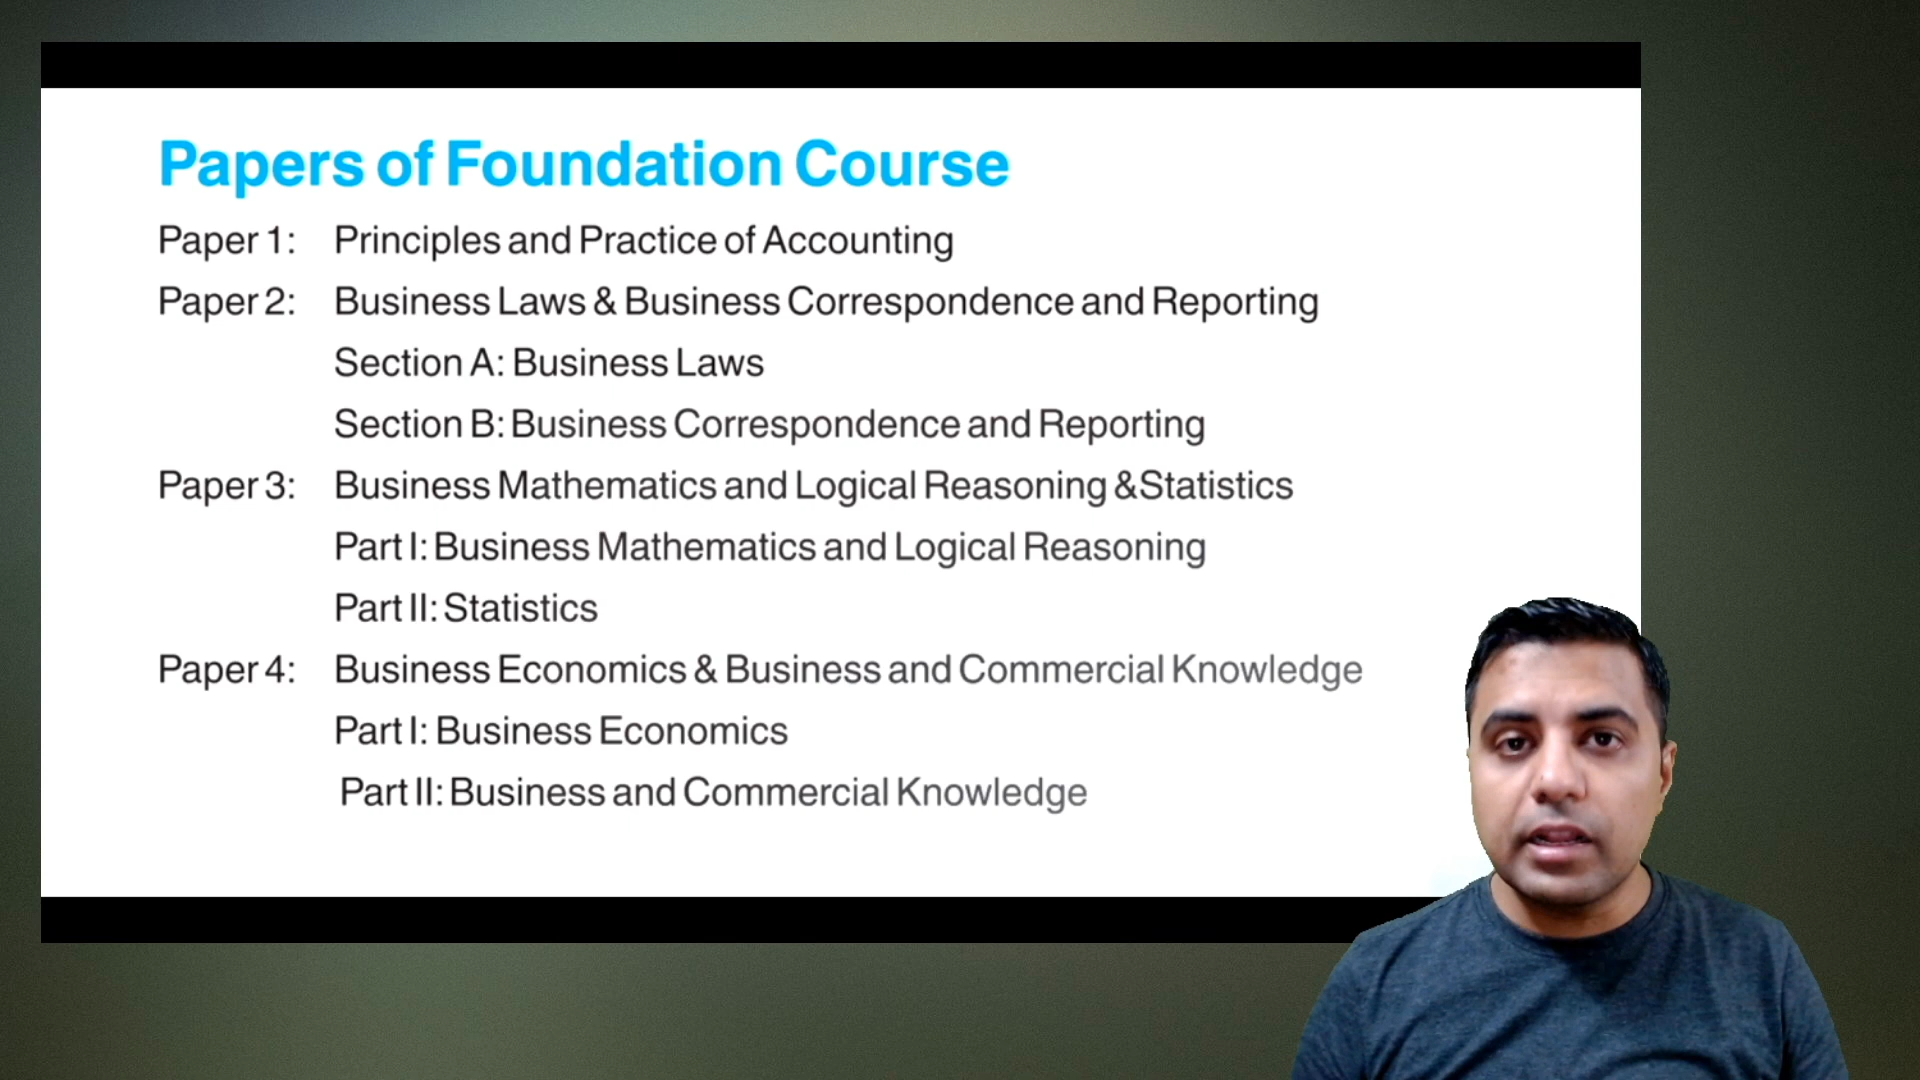 Papers of Foundation Course
Paper 1: Principles and Practice of Accounting
Paper 2: Business Laws & Business Correspondence and Reporting
Section A: Business Laws
Section B: Business Correspondence and Reporting
Paper 3: Business Mathematics and Logical Reasoning &Statistics
Part I: Business Mathematics and Logical Reasoning
Part II: Statistics
Paper 4: Business Economics & Business and Commercial Knowledge
Part I: Business Economics
Part II: Business and Commercial Knowledge